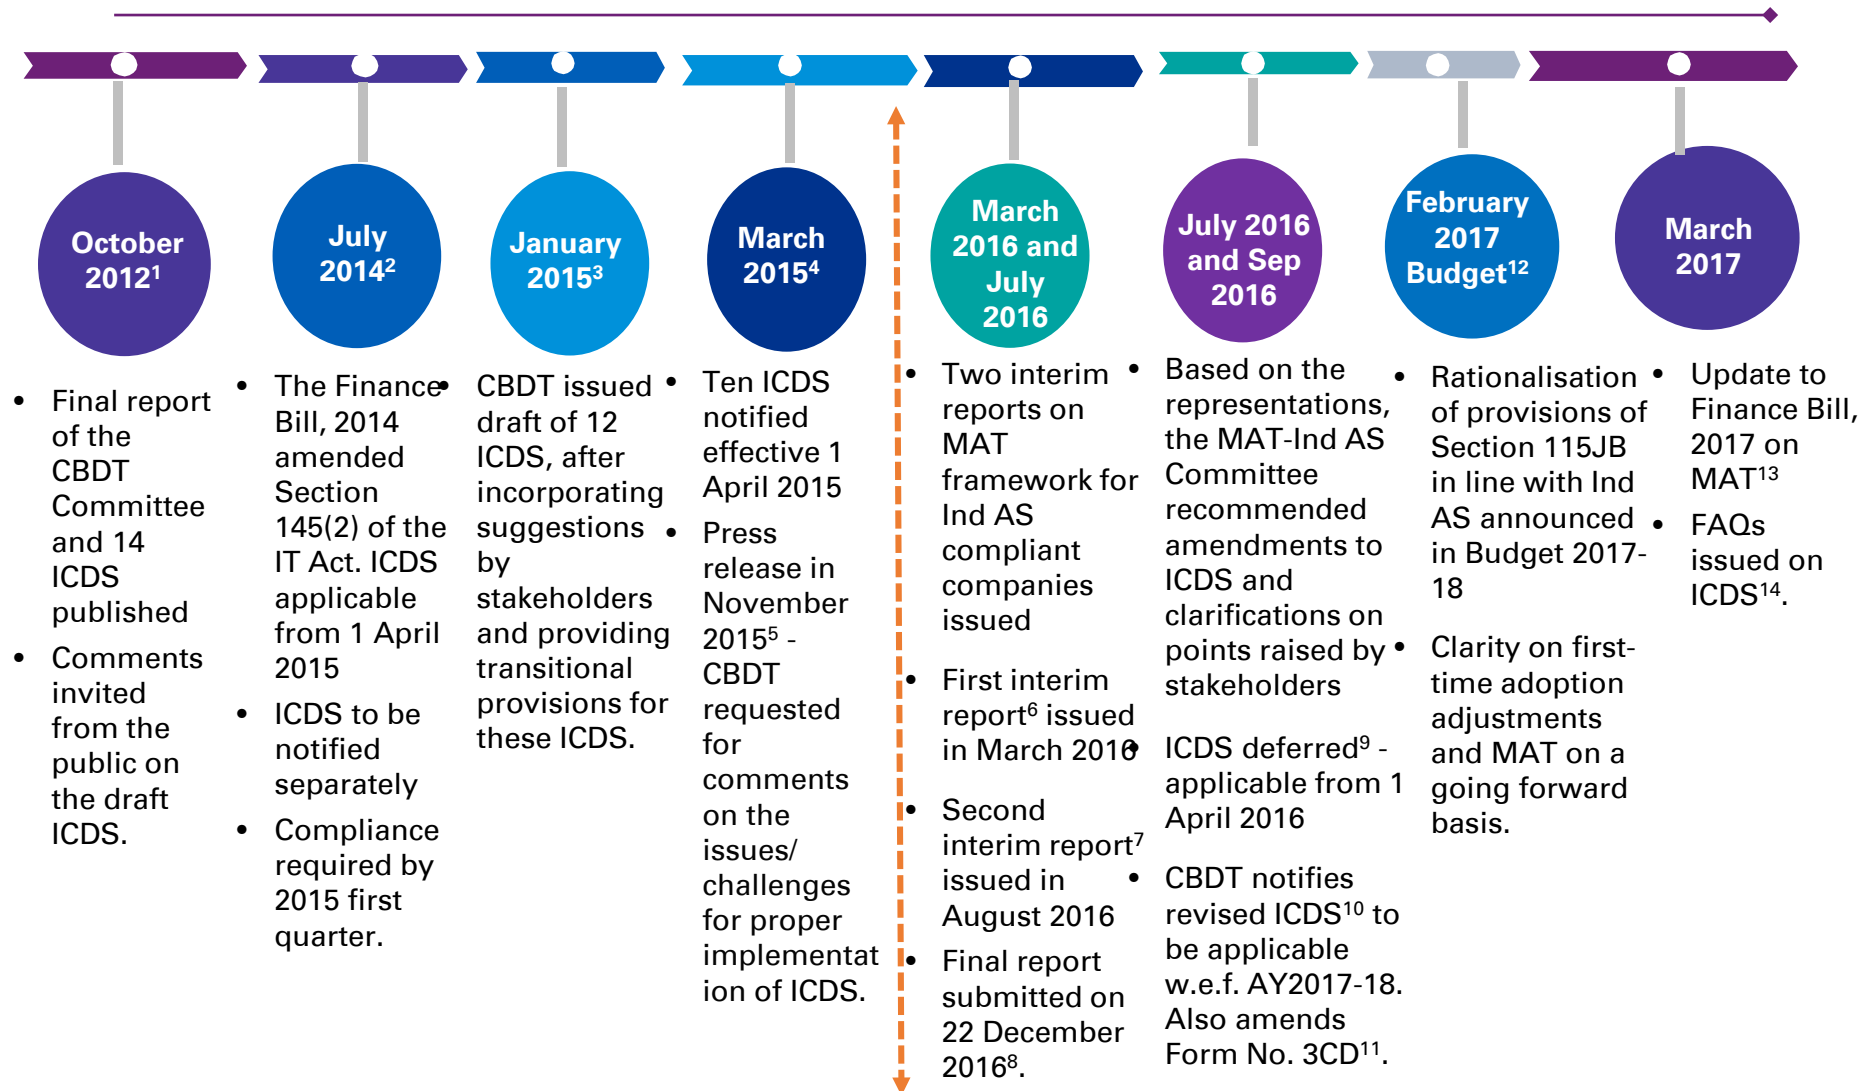 October
2012¹
July
2014²
January
2015³
March
2015⁴
March
2016 and
July
2016
July 2016
and Sep
2016
February
2017
Budget¹²
March
2017
• Final report
of the
CBDT
Committee
and 14
ICDS
published
• Comments
invited
from the
public on
the draft
ICDS.
• The Finance
Bill, 2014
amended
Section
145(2) of the
IT Act. ICDS
applicable
from 1 April
2015
• ICDS to be
notified
separately
• Compliance
required by
2015 first
quarter.
• CBDT issued
draft of 12
ICDS, after
incorporating
suggestions
by
stakeholders
and providing
transitional
provisions for
these ICDS.
• Ten ICDS
notified
effective 1
April 2015
• Press
release in
November
2015⁵ -
CBDT
requested
for
comments
on the
issues/
challenges
for proper
implementat
ion of ICDS.
• Two interim
reports on
MAT
framework for
Ind AS
compliant
companies
issued
• First interim
report⁶ issued
in March 2016
• Second
interim report⁷
issued in
August 2016
• Final report
submitted on
22 December
2016⁸.
• Based on the
representations,
the MAT-Ind AS
Committee
recommended
amendments to
ICDS and
clarifications on
points raised by
stakeholders
• ICDS deferred⁹ -
applicable from 1
April 2016
• CBDT notifies
revised ICDS¹⁰ to
be applicable
w.e.f. AY2017-18.
Also amends
Form No. 3CD¹¹.
• Rationalisation
of provisions of
Section 115JB
in line with Ind
AS announced
in Budget 2017-
18
• Clarity on first-
time adoption
adjustments
and MAT on a
going forward
basis.
• Update to
Finance Bill,
2017 on
MAT¹³
• FAQs
issued on
ICDS¹⁴.